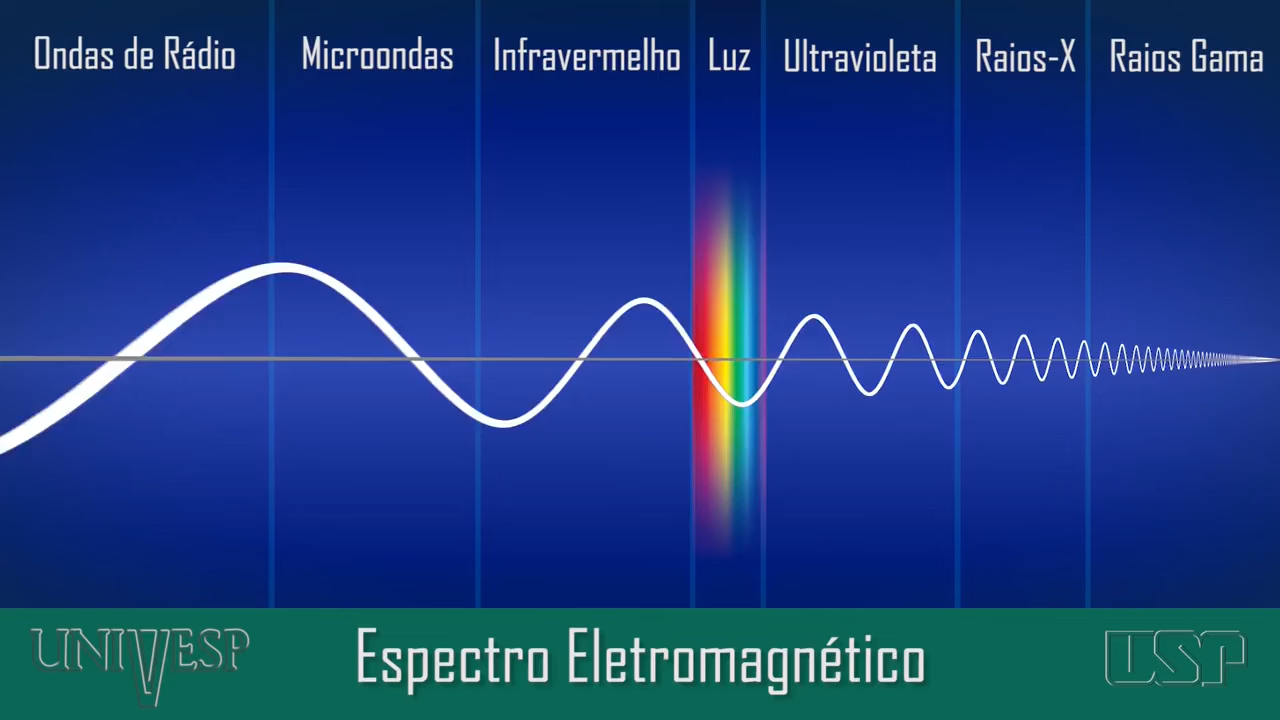 Ondas de Rádio
Microondas
Infravermelho
Luz
Ultravioleta
Raios-X
Raios Gama
UNIVESP
Espectro Eletromagnético
USP